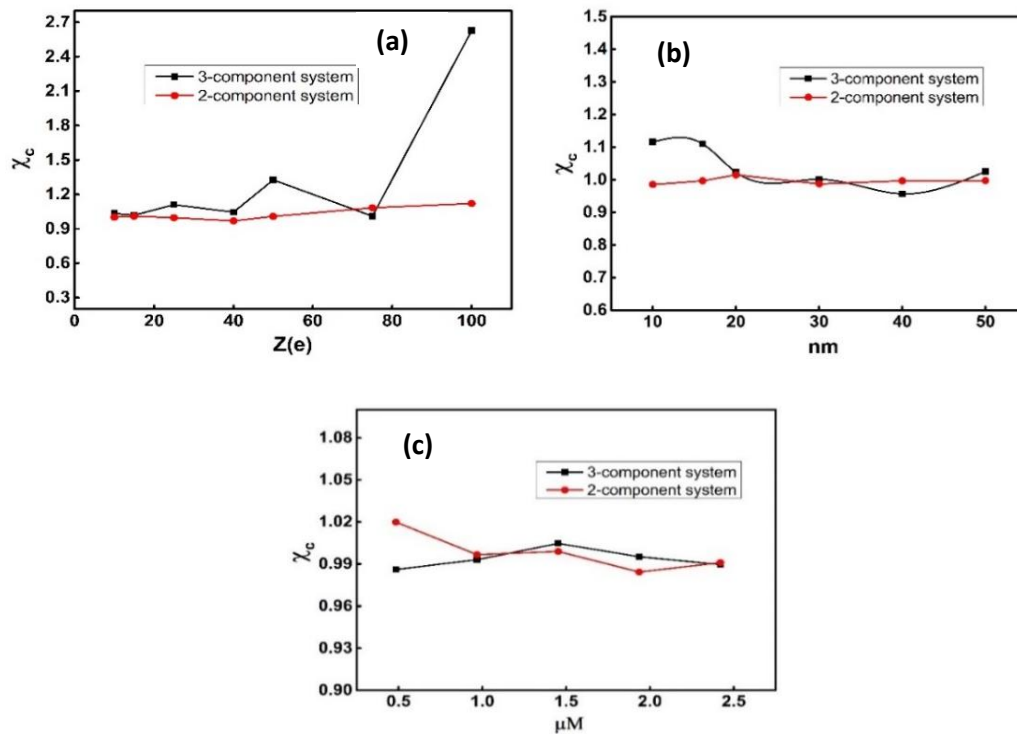 (a)
3-component system
2-component system
χc
2.7
2.4
2.1
1.8
1.5
1.2
0.9
0.6
0.3
0 20 40 60 80 100
Z(e)
(b)
3-component system
2-component system
χc
1.5
1.4
1.3
1.2
1.1
1.0
0.9
0.8
0.7
0.6
10 20 30 40 50
nm
(c)
3-component system
2-component system
χc
1.08
1.05
1.02
0.99
0.96
0.93
0.90
0.5 1.0 1.5 2.0 2.5
μM